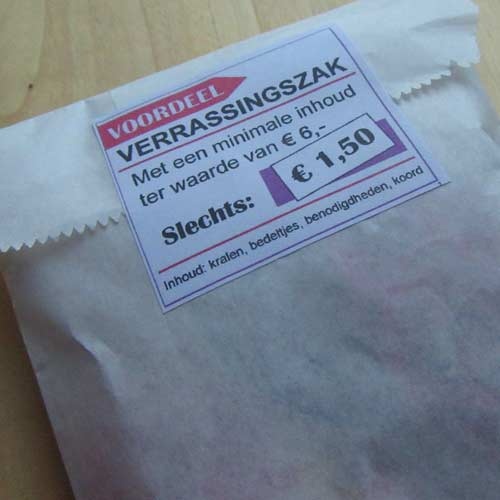 VOORDEEL
VERRASSINGSZAK
Met een minimale inhoud
ter waarde van € 6,-
Slechts: € 1,50
Inhoud: kralen, bedeltjes, benodigdheden, koord